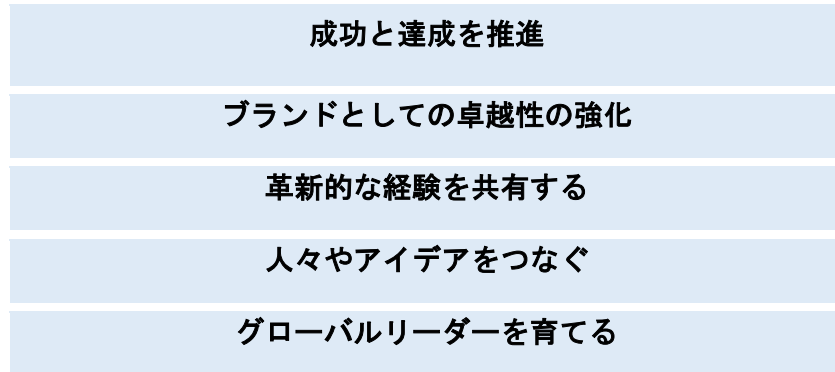 成功と達成を推進
ブランドとしての卓越性の強化
革新的な経験を共有する
人々やアイデアをつなぐ
グローバルリーダーを育てる